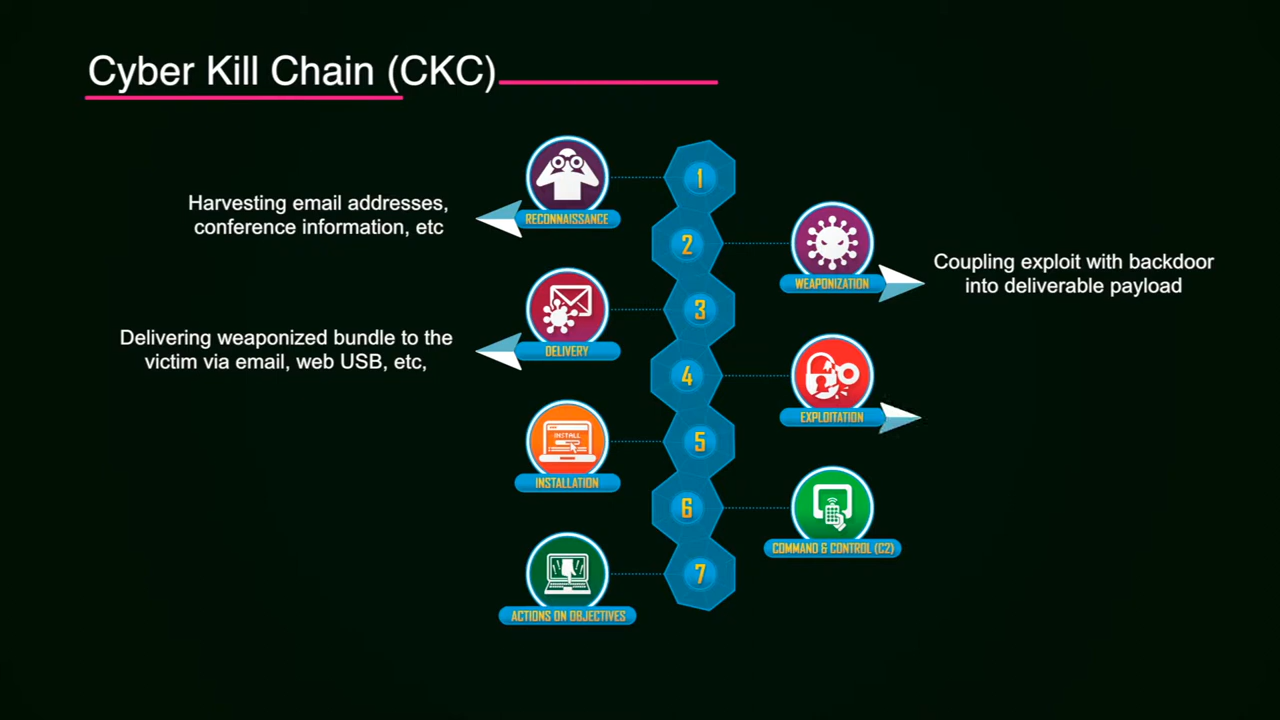 Cyber Kill Chain (CKC)
1
RECONNAISSANCE
Harvesting email addresses,
conference information, etc
2
WEAPONIZATION
Coupling exploit with backdoor
into deliverable payload
3
DELIVERY
Delivering weaponized bundle to the
victim via email, web USB, etc,
4
EXPLOITATION
5
INSTALL
INSTALLATION
6
COMMAND & CONTROL (C2)
7
ACTIONS ON OBJECTIVES